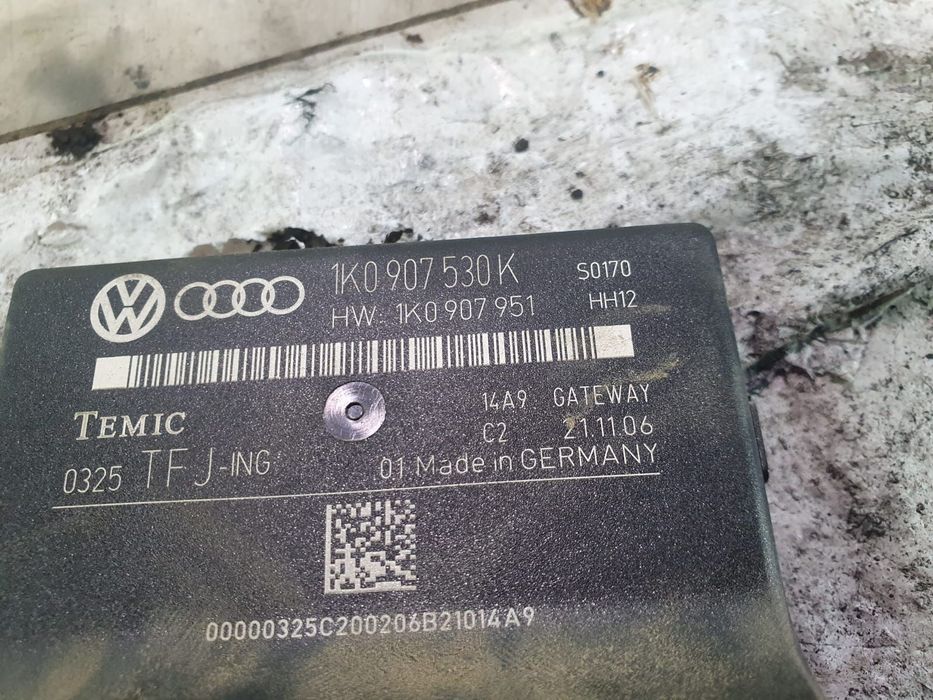 1K0 907 530 K S0170
HW: 1K0 907 951 HH12
TEMIC 14A9 GATEWAY
C2 21.11.06
0325 TFJ-ING 01 Made in GERMANY
00000325C200206B21014A9